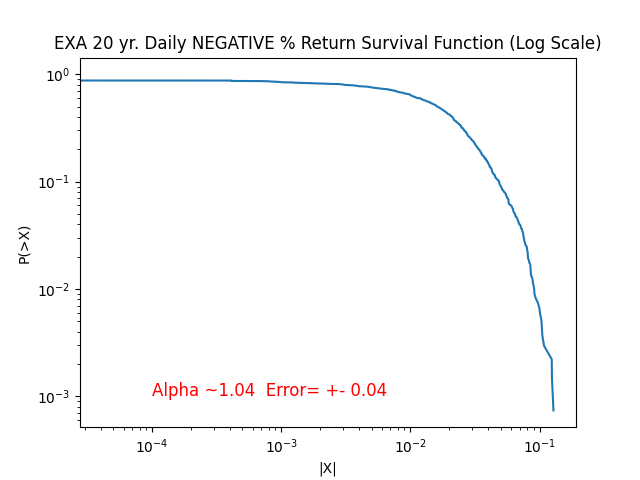 EXA 20 yr. Daily NEGATIVE % Return Survival Function (Log Scale)
P(>X)
10⁰
10⁻¹
10⁻²
10⁻³
Alpha ~1.04  Error= +- 0.04
10⁻⁴ 10⁻³ 10⁻² 10⁻¹
|X|